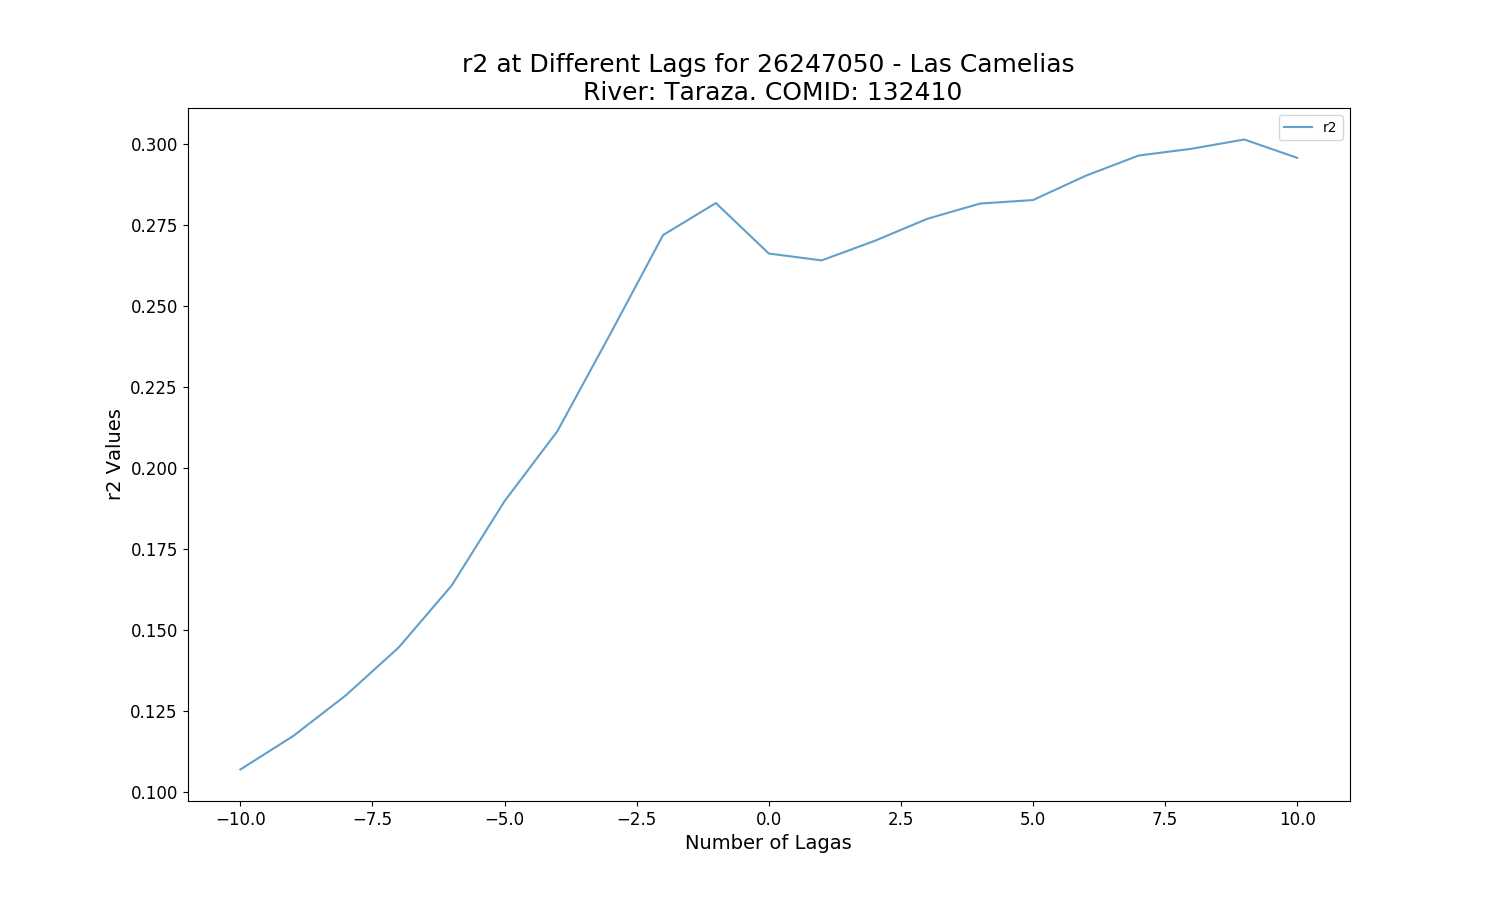 r2 at Different Lags for 26247050 - Las Camelias
River: Taraza. COMID: 132410
r2
0.300
0.275
0.250
0.225
0.200
0.175
0.150
0.125
0.100
r2 Values
−10.0 −7.5 −5.0 −2.5 0.0 2.5 5.0 7.5 10.0
Number of Lagas